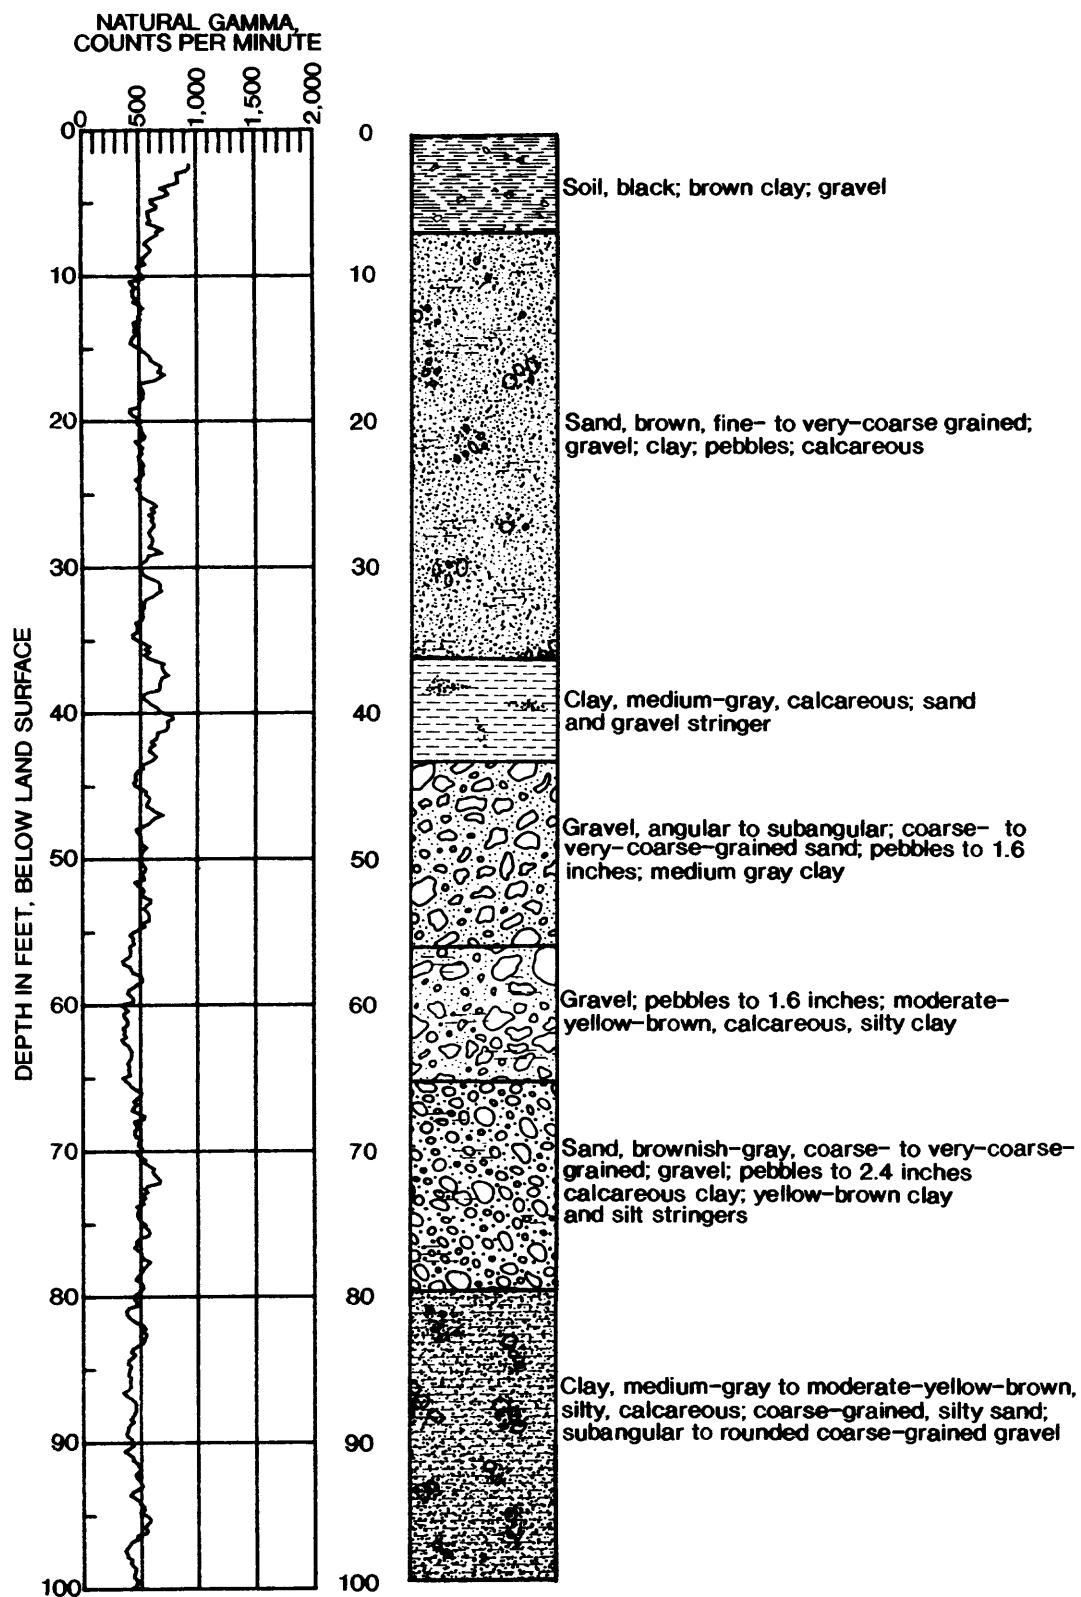 NATURAL GAMMA,
COUNTS PER MINUTE
0 500 1,000 1,500 2,000
0 0
Soil, black; brown clay; gravel
10 10
20 20
Sand, brown, fine- to very-coarse grained;
gravel; clay; pebbles; calcareous
30 30
DEPTH IN FEET, BELOW LAND SURFACE
Clay, medium-gray, calcareous; sand
40 40
and gravel stringer
Gravel, angular to subangular; coarse- to
very-coarse-grained sand; pebbles to 1.6
50 50
inches; medium gray clay
60 60
Gravel; pebbles to 1.6 inches; moderate-
yellow-brown, calcareous, silty clay
70 70
Sand, brownish-gray, coarse- to very-coarse-
grained; gravel; pebbles to 2.4 inches
calcareous clay; yellow-brown clay
and silt stringers
80 80
Clay, medium-gray to moderate-yellow-brown,
silty, calcareous; coarse-grained, silty sand;
subangular to rounded coarse-grained gravel
90 90
100 100